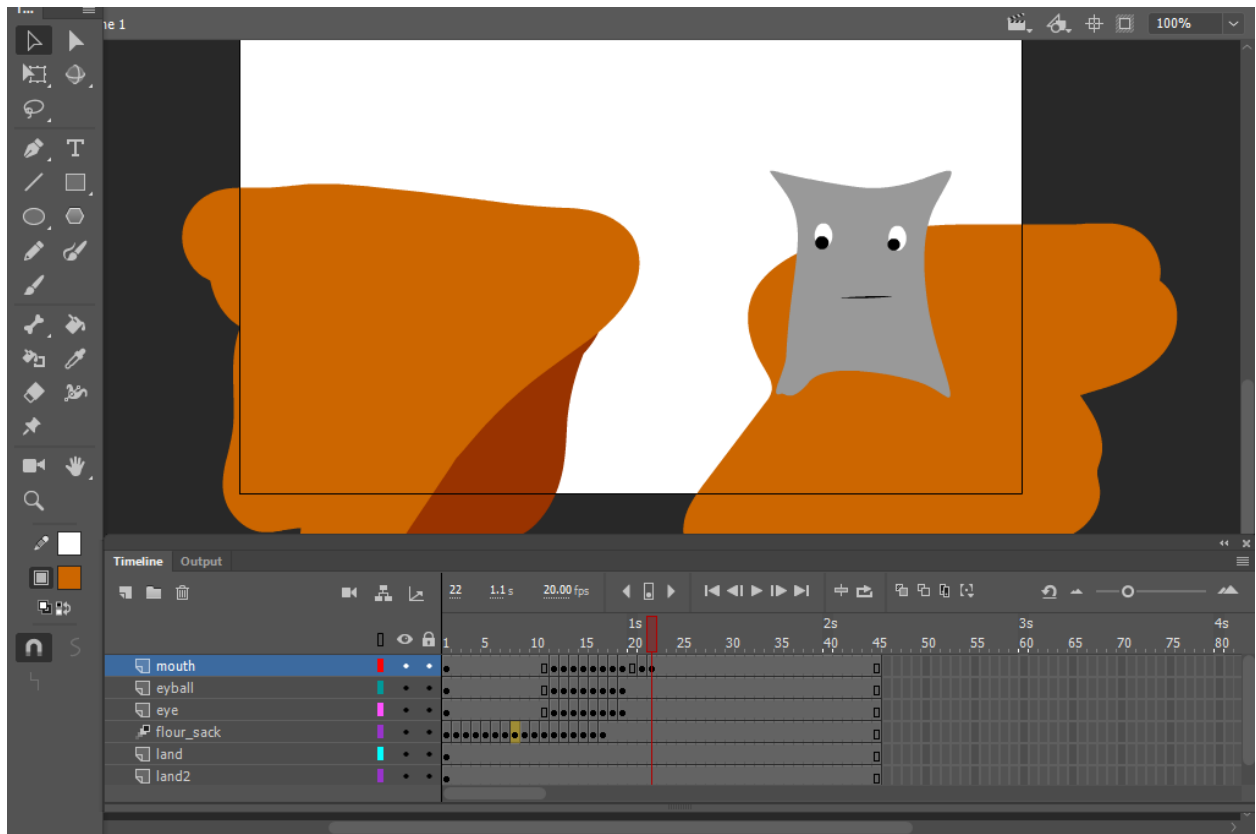 T...
ne 1
100%
T
S
Timeline Output
22 1.1 s 20.00 fps
1s 2s 3s 4s
1 5 10 15 20 25 30 35 40 45 50 55 60 65 70 75 80
mouth
eyball
eye
flour_sack
land
land2